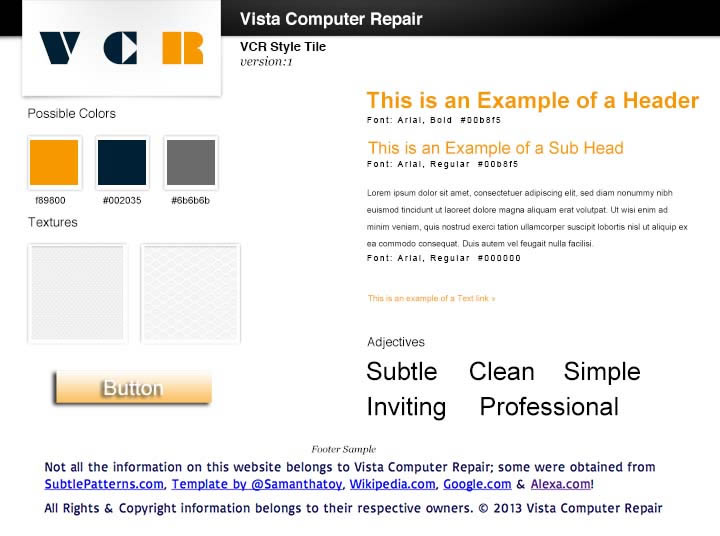 VCR
Vista Computer Repair
VCR Style Tile
version:1
Possible Colors
f89800 #002035 #6b6b6b
Textures
Button
This is an Example of a Header
Font: Arial, Bold #00b8f5
This is an Example of a Sub Head
Font: Arial, Regular #00b8f5
Lorem ipsum dolor sit amet, consectetuer adipiscing elit, sed diam nonummy nibh
euismod tincidunt ut laoreet dolore magna aliquam erat volutpat. Ut wisi enim ad
minim veniam, quis nostrud exerci tation ullamcorper suscipit lobortis nisl ut aliquip ex
ea commodo consequat. Duis autem vel feugait nulla facilisi.
Font: Arial, Regular #000000
This is an example of a Text link »
Adjectives
Subtle Clean Simple
Inviting Professional
Footer Sample
Not all the information on this website belongs to Vista Computer Repair; some were obtained from
SubtlePatterns.com, Template by @Samanthatoy, Wikipedia.com, Google.com & Alexa.com!
All Rights & Copyright information belongs to their respective owners. © 2013 Vista Computer Repair